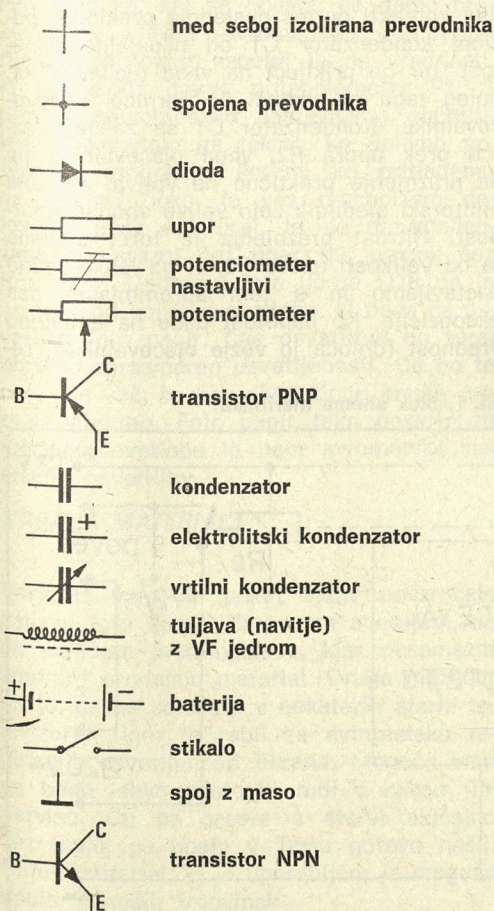 med seboj izolirana prevodnika
spojena prevodnika
dioda
upor
potenciometer
nastavljivi
potenciometer
C
B
transistor PNP
E
kondenzator
+
elektrolitski kondenzator
vrtilni kondenzator
tuljava (navitje)
z VF jedrom
+ −
baterija
stikalo
spoj z maso
C
B
transistor NPN
E